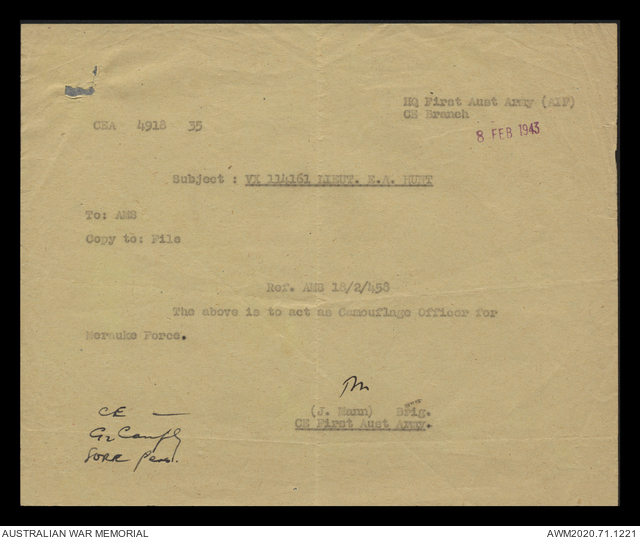 HQ First Aust Army (AIF)
CE Branch
8 FEB 1943
CEA 4918 35
Subject : VX 114161 LIEUT. E.A. HUNT
To: AMS
Copy to: File
Ref. AMS 18/2/458
The above is to act as Camouflage Officer for
Merauke Force.
(J. Mann) Brig.
CE First Aust Army.
CE —
G2 Camfl
AUSTRALIAN WAR MEMORIAL
AWM2020.71.1221